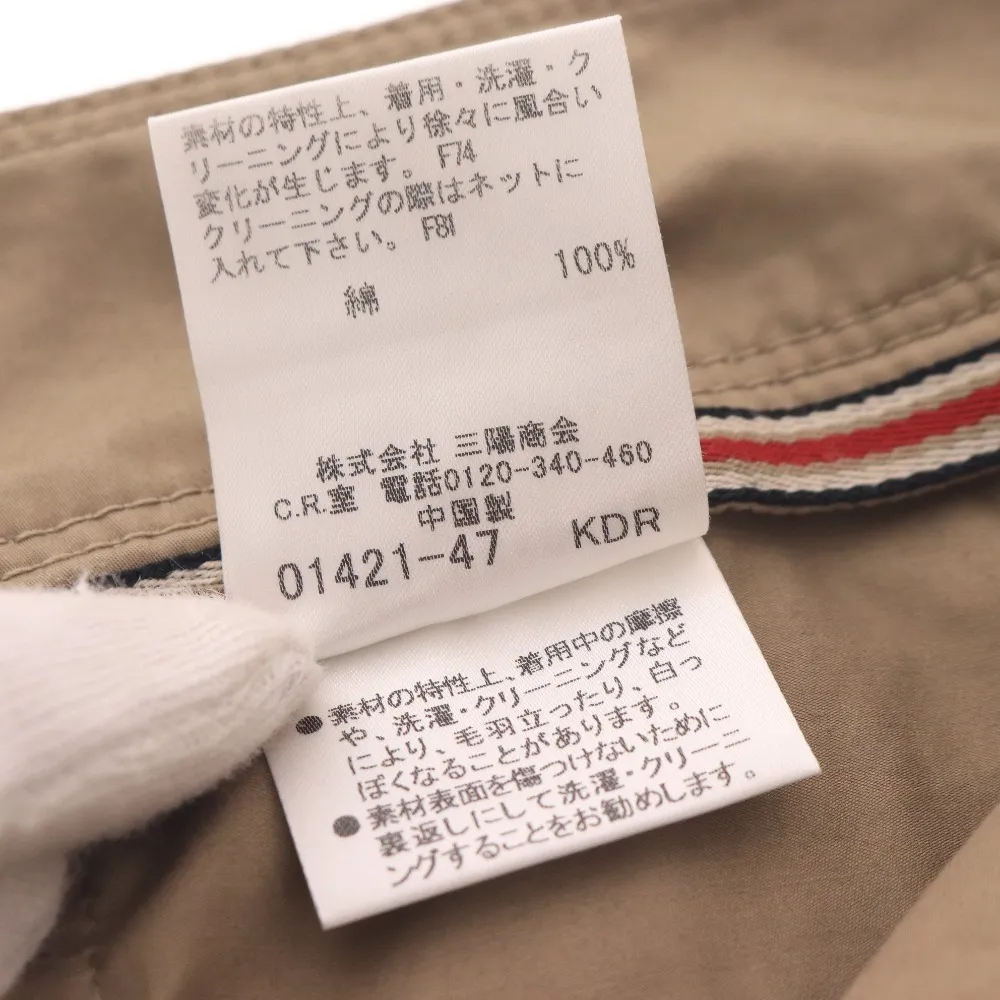 素材の特性上、着用・洗濯・ク
リーニングにより徐々に風合い
変化が生じます。 F74
クリーニングの際はネットに
入れて下さい。 F81
綿 100%
株式会社 三陽商会
C.R.室 電話0120-340-460
中国製
01421-47 KDR
●素材の特性上、着用中の摩擦
や、洗濯・クリーニングなど
により、毛羽立ったり、白っ
ぽくなることがあります。
●素材表面を傷つけないために
裏返しにして洗濯・クリーニ
ングすることをお勧めします。